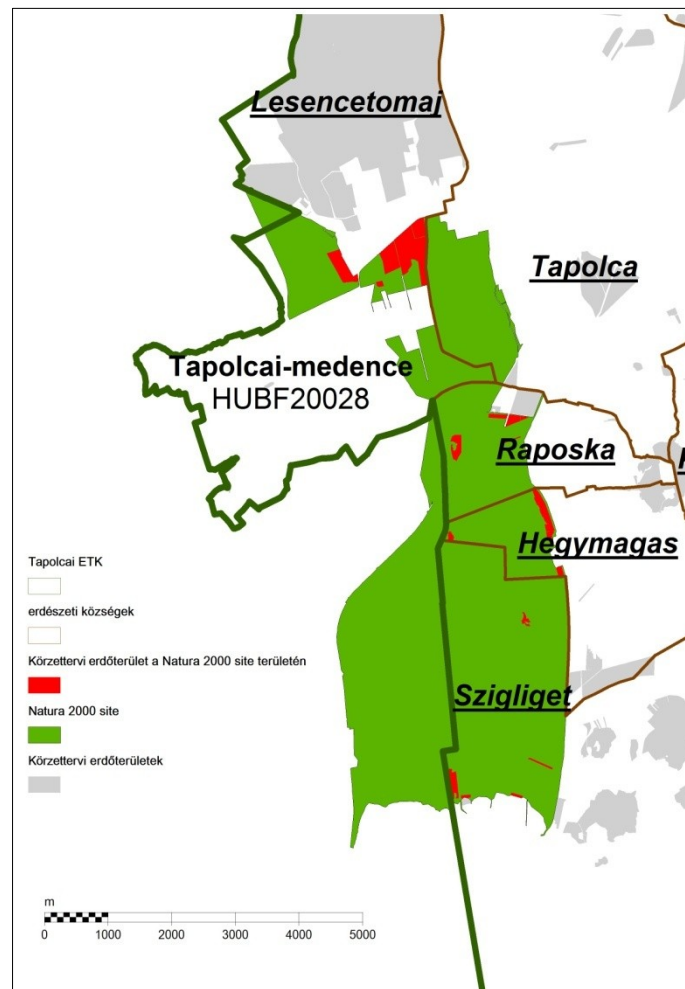 Lesencetomaj
Tapolca
Tapolcai-medence
HUBF20028
Raposka
Hegymagas
Szigliget
Tapolcai ETK
erdészeti községek
Körzettervi erdőterület a Natura 2000 site területén
Natura 2000 site
Körzettervi erdőterületek
m
0 1000 2000 3000 4000 5000